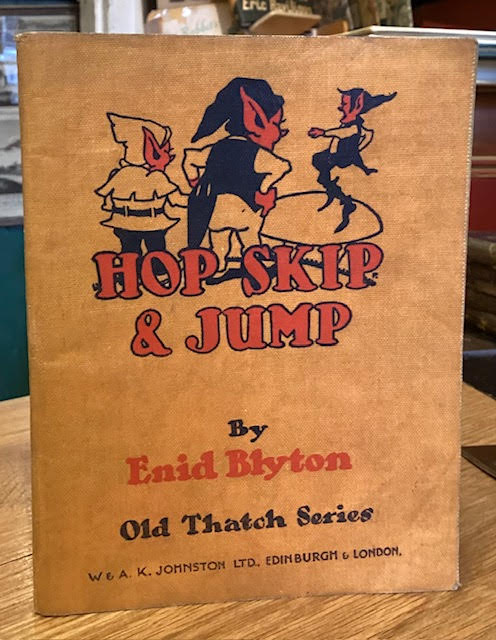 "HOP SKIP"
& JUMP
By
Enid Blyton
Old Thatch Series
W & A. K. JOHNSTON LTD., EDINBURGH & LONDON.